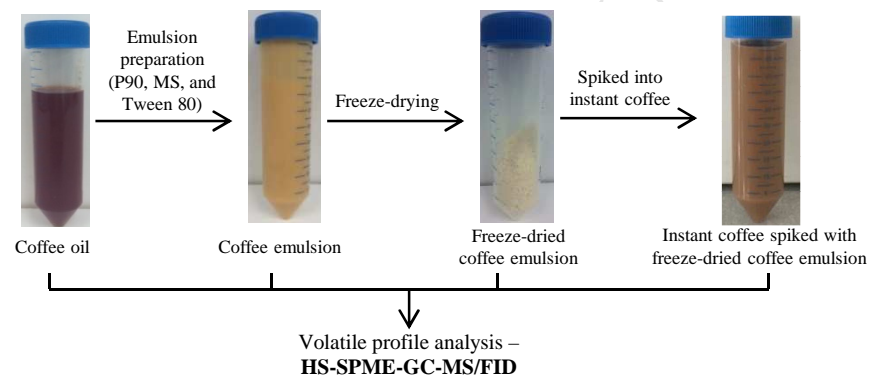 Emulsion
preparation
(P90, MS, and
Tween 80)
Freeze-drying
Spiked into
instant coffee
Coffee oil
Coffee emulsion
Freeze-dried
coffee emulsion
Instant coffee spiked with
freeze-dried coffee emulsion
Volatile profile analysis –
HS-SPME-GC-MS/FID